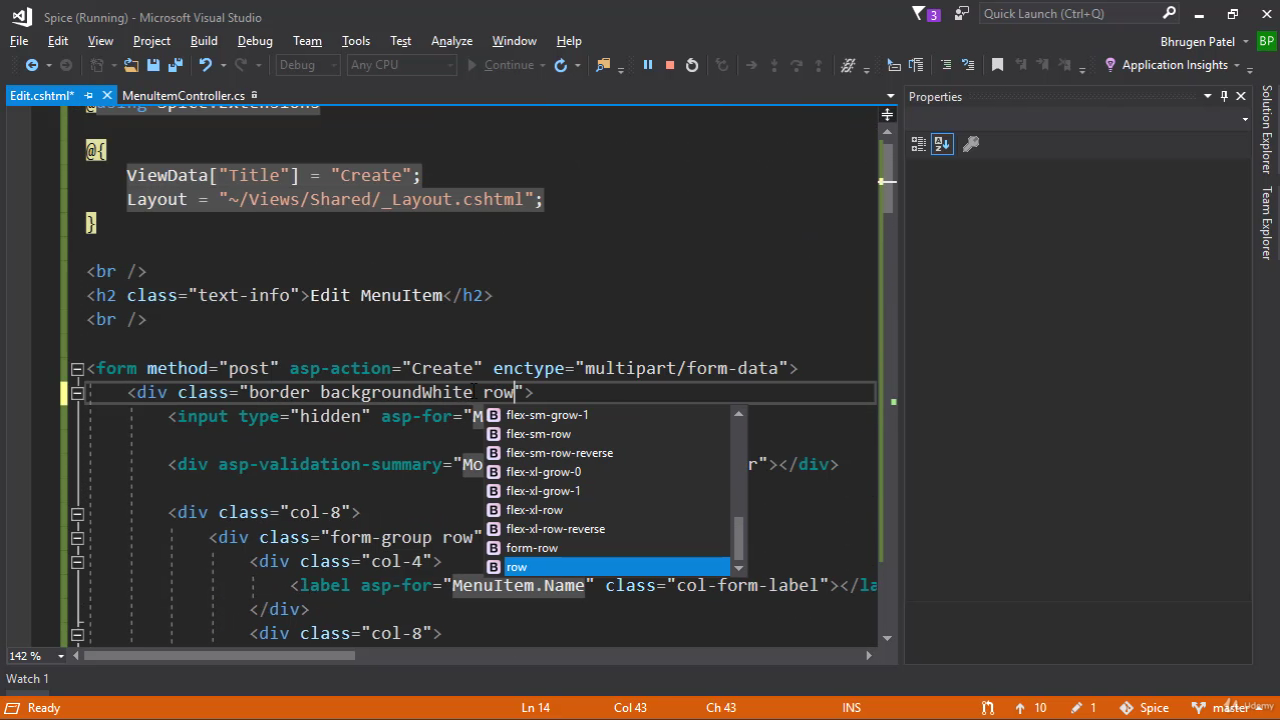 Spice (Running) - Microsoft Visual Studio
3
Quick Launch (Ctrl+Q)
File Edit View Project Build Debug Team Tools Test Analyze Window Help
Bhrugen Patel BP
Debug Any CPU Continue Application Insights
Edit.cshtml* MenuItemController.cs
Properties
@using Spice.Extensions
@{
ViewData["Title"] = "Create";
Layout = "~/Views/Shared/_Layout.cshtml";
}
<br />
<h2 class="text-info">Edit MenuItem</h2>
<br />
<form method="post" asp-action="Create" enctype="multipart/form-data">
<div class="border backgroundWhite row">
<input type="hidden" asp-for="M
flex-sm-grow-1
flex-sm-row
flex-sm-row-reverse
<div asp-validation-summary="Mo r"></div>
flex-xl-grow-0
flex-xl-grow-1
<div class="col-8">
flex-xl-row
flex-xl-row-reverse
<div class="form-group row"
form-row
<div class="col-4">
row
<label asp-for="MenuItem.Name" class="col-form-label"></la
</div>
<div class="col-8">
142 %
Watch 1
Ready Ln 14 Col 43 Ch 43 INS 10 1 Spice master
Udemy
Solution Explorer
Team Explorer